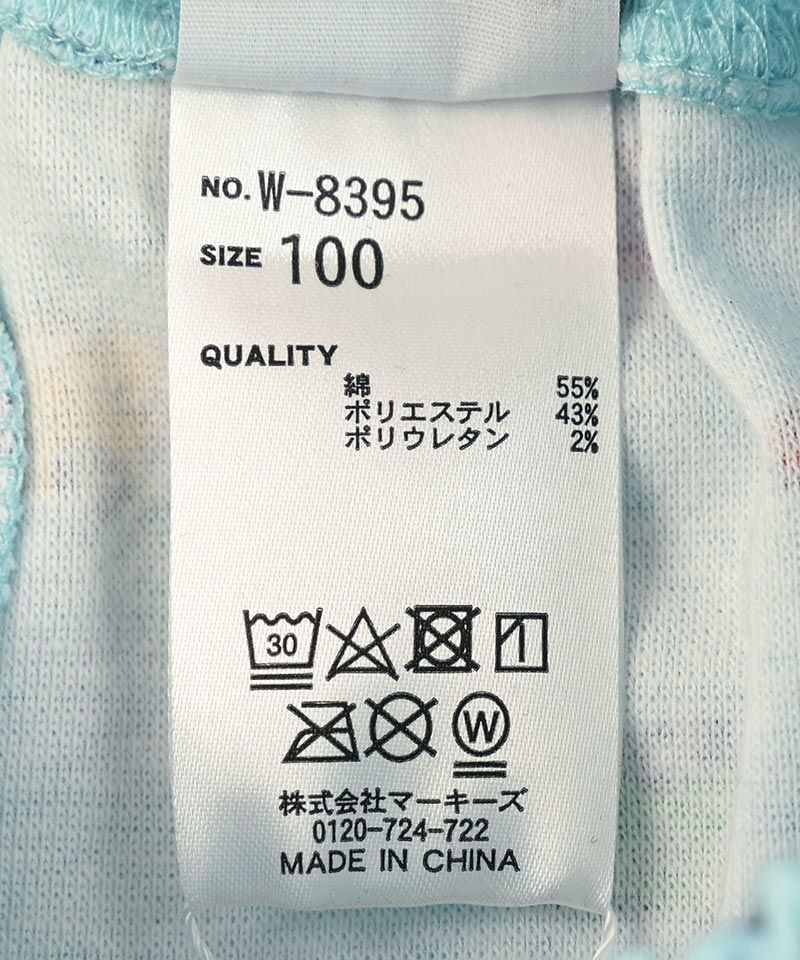 NO. W-8395
SIZE 100
QUALITY
綿 55%
ポリエステル 43%
ポリウレタン 2%
30
W
株式会社マーキーズ
0120-724-722
MADE IN CHINA